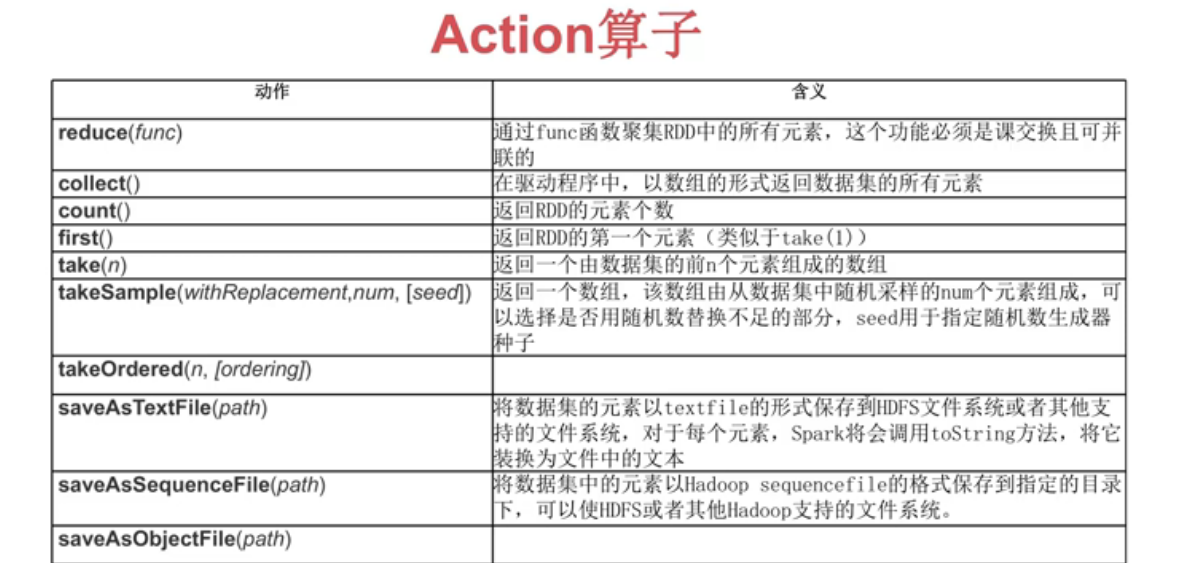 Action算子
动作
含义
reduce(func)
通过func函数聚集RDD中的所有元素，这个功能必须是课交换且可并
联的
collect()
在驱动程序中，以数组的形式返回数据集的所有元素
count()
返回RDD的元素个数
first()
返回RDD的第一个元素（类似于take(1)）
take(n)
返回一个由数据集的前n个元素组成的数组
takeSample(withReplacement,num, [seed])
返回一个数组，该数组由从数据集中随机采样的num个元素组成，可
以选择是否用随机数替换不足的部分，seed用于指定随机数生成器
种子
takeOrdered(n, [ordering])
saveAsTextFile(path)
将数据集的元素以textfile的形式保存到HDFS文件系统或者其他支
持的文件系统，对于每个元素，Spark将会调用toString方法，将它
装换为文件中的文本
saveAsSequenceFile(path)
将数据集中的元素以Hadoop sequencefile的格式保存到指定的目录
下，可以使HDFS或者其他Hadoop支持的文件系统。
saveAsObjectFile(path)